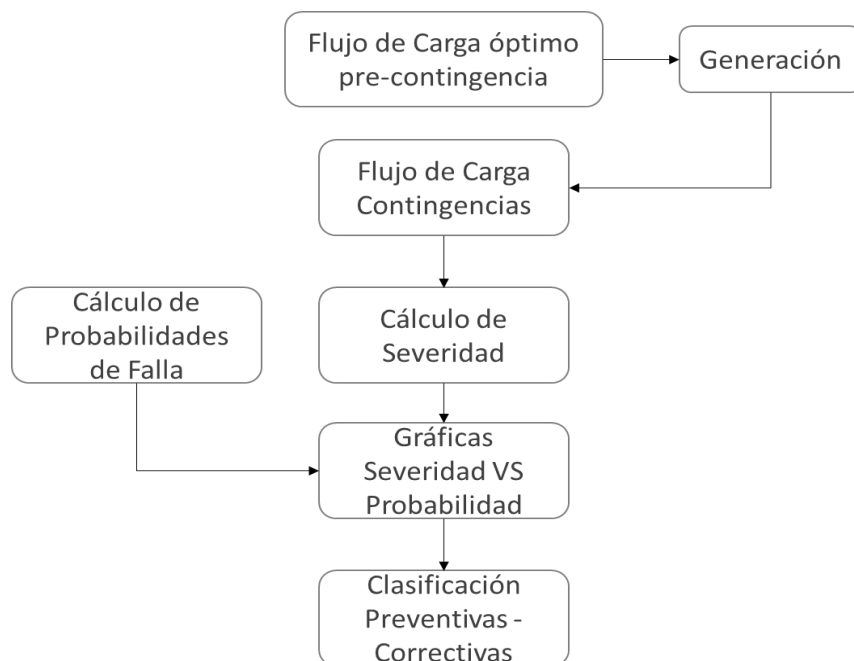 Flujo de Carga óptimo
pre-contingencia
Generación
Flujo de Carga
Contingencias
Cálculo de
Probabilidades
de Falla
Cálculo de
Severidad
Gráficas
Severidad VS
Probabilidad
Clasificación
Preventivas -
Correctivas